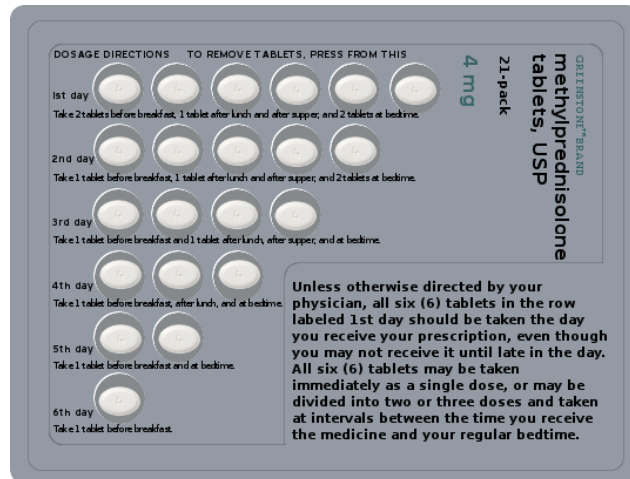 DOSAGE DIRECTIONS TO REMOVE TABLETS, PRESS FROM THIS
1st day
Take 2 tablets before breakfast, 1 tablet after lunch and after supper, and 2 tablets at bedtime.
2nd day
Take 1 tablet before breakfast, 1 tablet after lunch and after supper, and 2 tablets at bedtime.
3rd day
Take 1 tablet before breakfast and 1 tablet after lunch, after supper, and at bedtime.
4th day
Take 1 tablet before breakfast, after lunch, and at bedtime.
5th day
Take 1 tablet before breakfast and at bedtime.
6th day
Take 1 tablet before breakfast.
GREENSTONE™ BRAND
methylprednisolone
tablets, USP
21-pack
4 mg
Unless otherwise directed by your
physician, all six (6) tablets in the row
labeled 1st day should be taken the day
you receive your prescription, even though
you may not receive it until late in the day.
All six (6) tablets may be taken
immediately as a single dose, or may be
divided into two or three doses and taken
at intervals between the time you receive
the medicine and your regular bedtime.